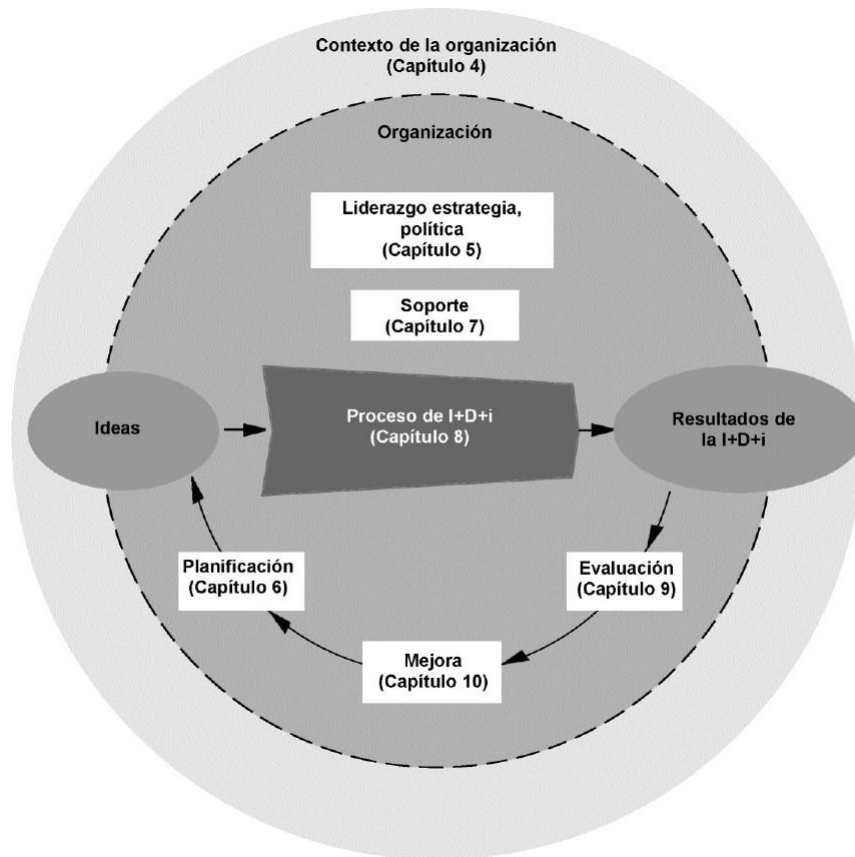 Contexto de la organización
(Capítulo 4)
Organización
Liderazgo estrategia,
política
(Capítulo 5)
Soporte
(Capítulo 7)
Ideas
Proceso de I+D+i
(Capítulo 8)
Resultados de
la I+D+i
Planificación
(Capítulo 6)
Evaluación
(Capítulo 9)
Mejora
(Capítulo 10)